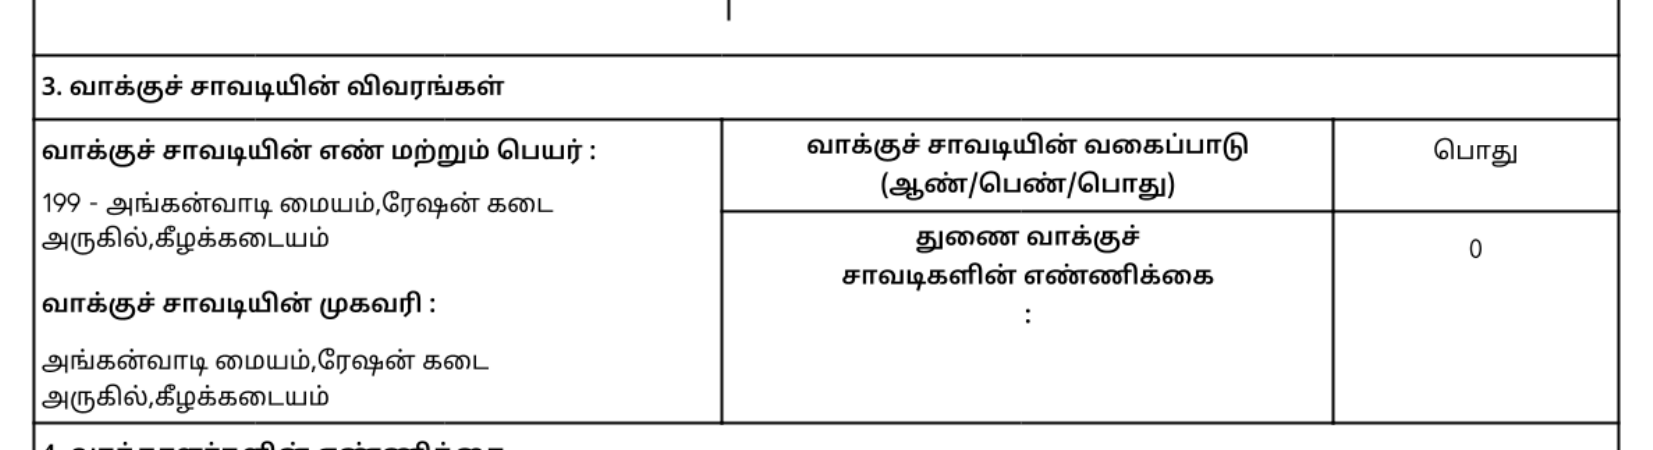 3. வாக்குச் சாவடியின் விவரங்கள்
வாக்குச் சாவடியின் எண் மற்றும் பெயர் :
199 - அங்கன்வாடி மையம்,ரேஷன் கடை
அருகில்,கீழக்கடையம்
வாக்குச் சாவடியின் முகவரி :
அங்கன்வாடி மையம்,ரேஷன் கடை
அருகில்,கீழக்கடையம்
வாக்குச் சாவடியின் வகைப்பாடு
(ஆண்/பெண்/பொது)
பொது
துணை வாக்குச்
சாவடிகளின் எண்ணிக்கை
:
0